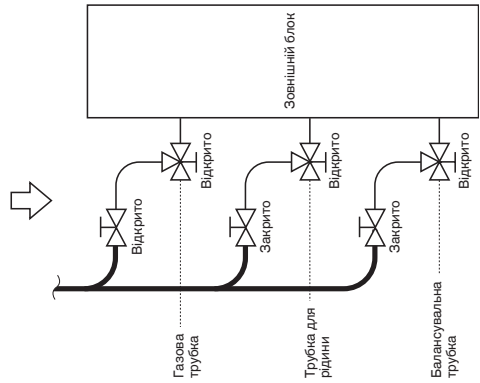 Зовнішній блок
Відкрито
Відкрито
Газова
трубка
Закрито
Відкрито
Трубка для
рідини
Закрито
Відкрито
Балансувальна
трубка